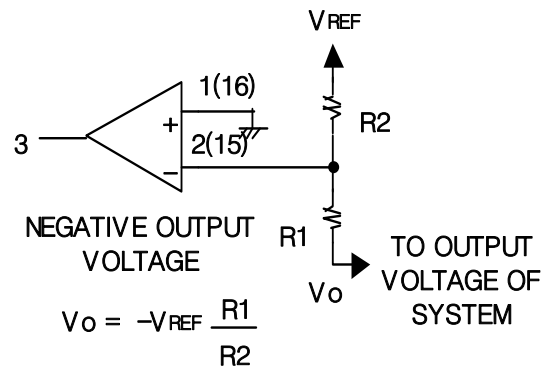 VREF
1(16)
+
R2
3
2(15)
−
NEGATIVE OUTPUT
VOLTAGE
R1
TO OUTPUT
VOLTAGE OF
SYSTEM
Vo
Vo = −VREF R1
R2